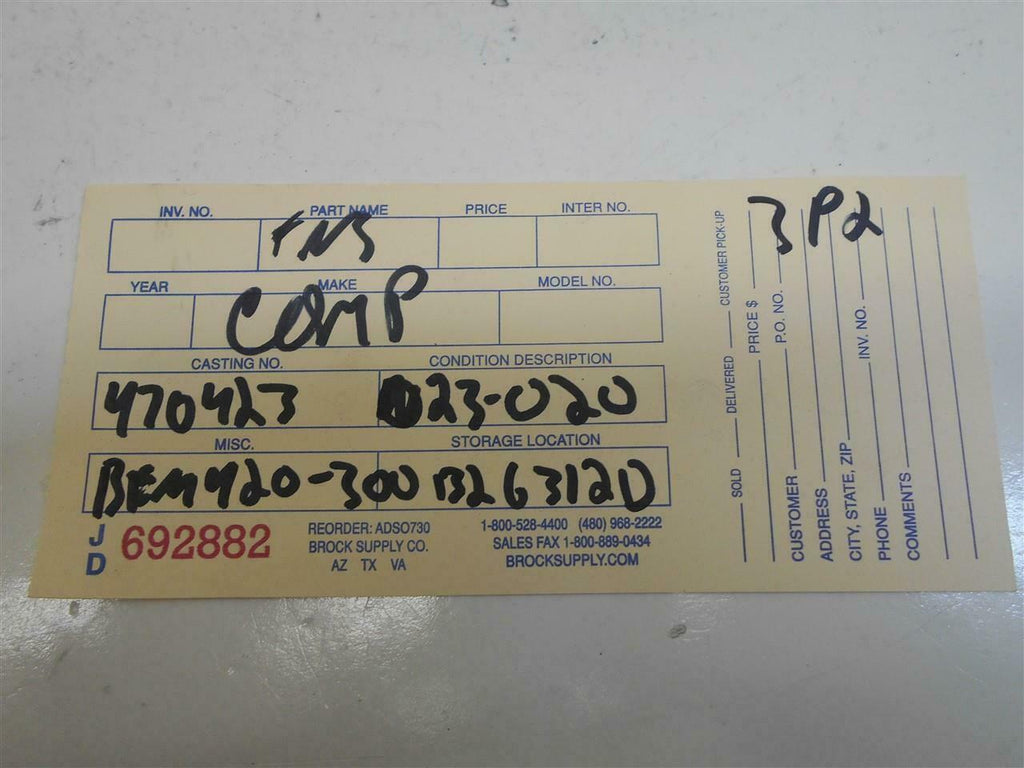 INV. NO. PART NAME PRICE INTER NO.
YEAR MAKE MODEL NO.
COMP
CASTING NO. CONDITION DESCRIPTION
470423 023-020
MISC. STORAGE LOCATION
BEM420-300 B263120
J D 692882
REORDER: ADSO730
BROCK SUPPLY CO.
AZ TX VA
1-800-528-4400 (480) 968-2222
SALES FAX 1-800-889-0434
BROCKSUPPLY.COM
3P2
SOLD DELIVERED CUSTOMER PICK-UP
PRICE $
P.O. NO.
CUSTOMER
ADDRESS
CITY, STATE, ZIP INV. NO.
PHONE
COMMENTS